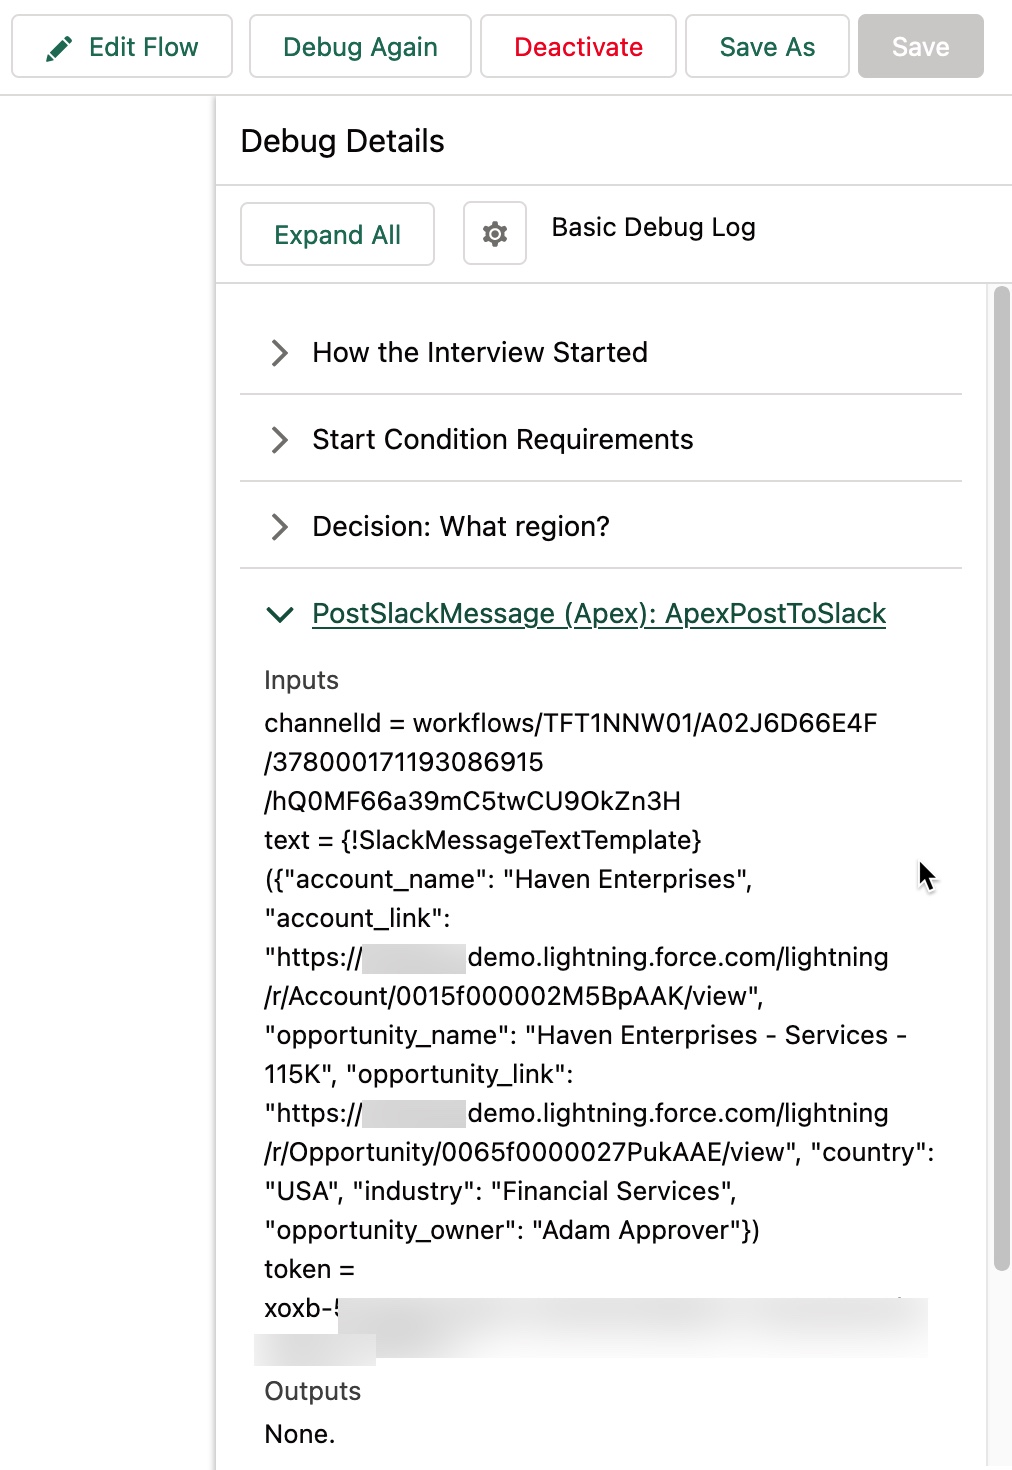 Edit Flow
Debug Again
Deactivate
Save As
Save
Debug Details
Expand All
Basic Debug Log
How the Interview Started
Start Condition Requirements
Decision: What region?
PostSlackMessage (Apex): ApexPostToSlack
Inputs
channelId = workflows/TFT1NNW01/A02J6D66E4F
/378000171193086915
/hQ0MF66a39mC5twCU9OkZn3H
text = {!SlackMessageTextTemplate}
({"account_name": "Haven Enterprises",
"account_link":
"https:// demo.lightning.force.com/lightning
/r/Account/0015f000002M5BpAAK/view",
"opportunity_name": "Haven Enterprises - Services -
115K", "opportunity_link":
"https:// demo.lightning.force.com/lightning
/r/Opportunity/0065f0000027PukAAE/view", "country":
"USA", "industry": "Financial Services",
"opportunity_owner": "Adam Approver"})
token =
xoxb-
Outputs
None.